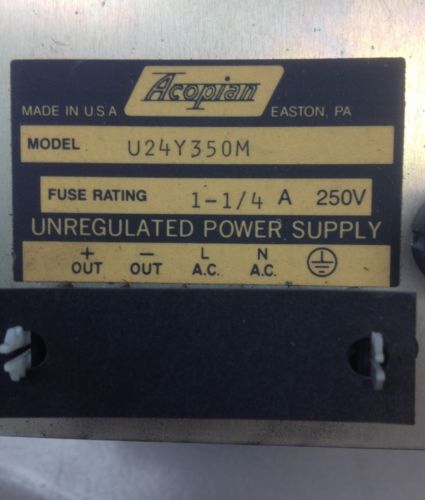 Acopian
MADE IN U.S.A EASTON, PA
MODEL U24Y350M
FUSE RATING 1-1/4 A 250V
UNREGULATED POWER SUPPLY
+ − L N
OUT OUT A.C. A.C.